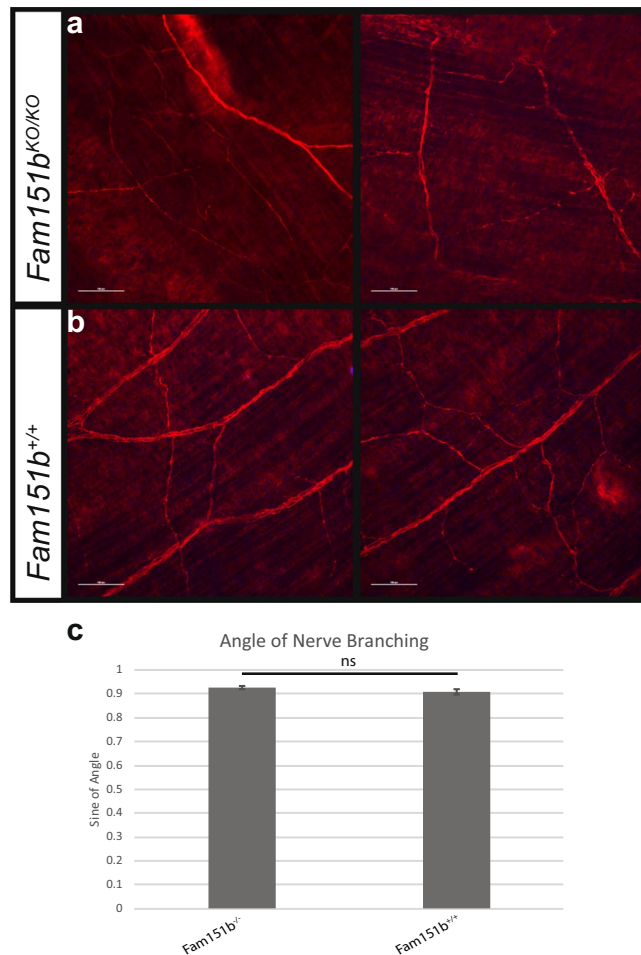 a
Fam151b^KO/KO
b
Fam151b^+/+
c
Angle of Nerve Branching
ns
1
0.9
0.8
0.7
0.6
0.5
0.4
0.3
0.2
0.1
0
Sine of Angle
Fam151b^-/-
Fam151b^+/+